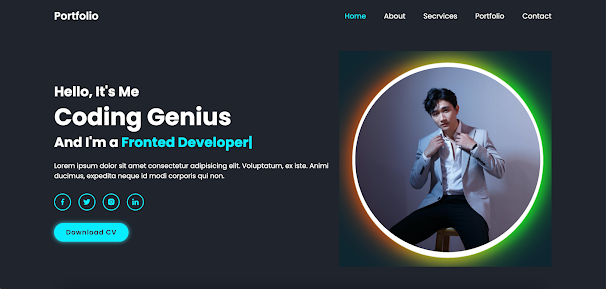 Portfolio
Home About Secrvices Portfolio Contact
Hello, It's Me
Coding Genius
And I'm a Fronted Developer|
Lorem ipsum dolor sit amet consectetur adipisicing elit. Voluptatum, ex iste. Animi
ducimus, expedita neque id modi corporis qui non.
Download CV